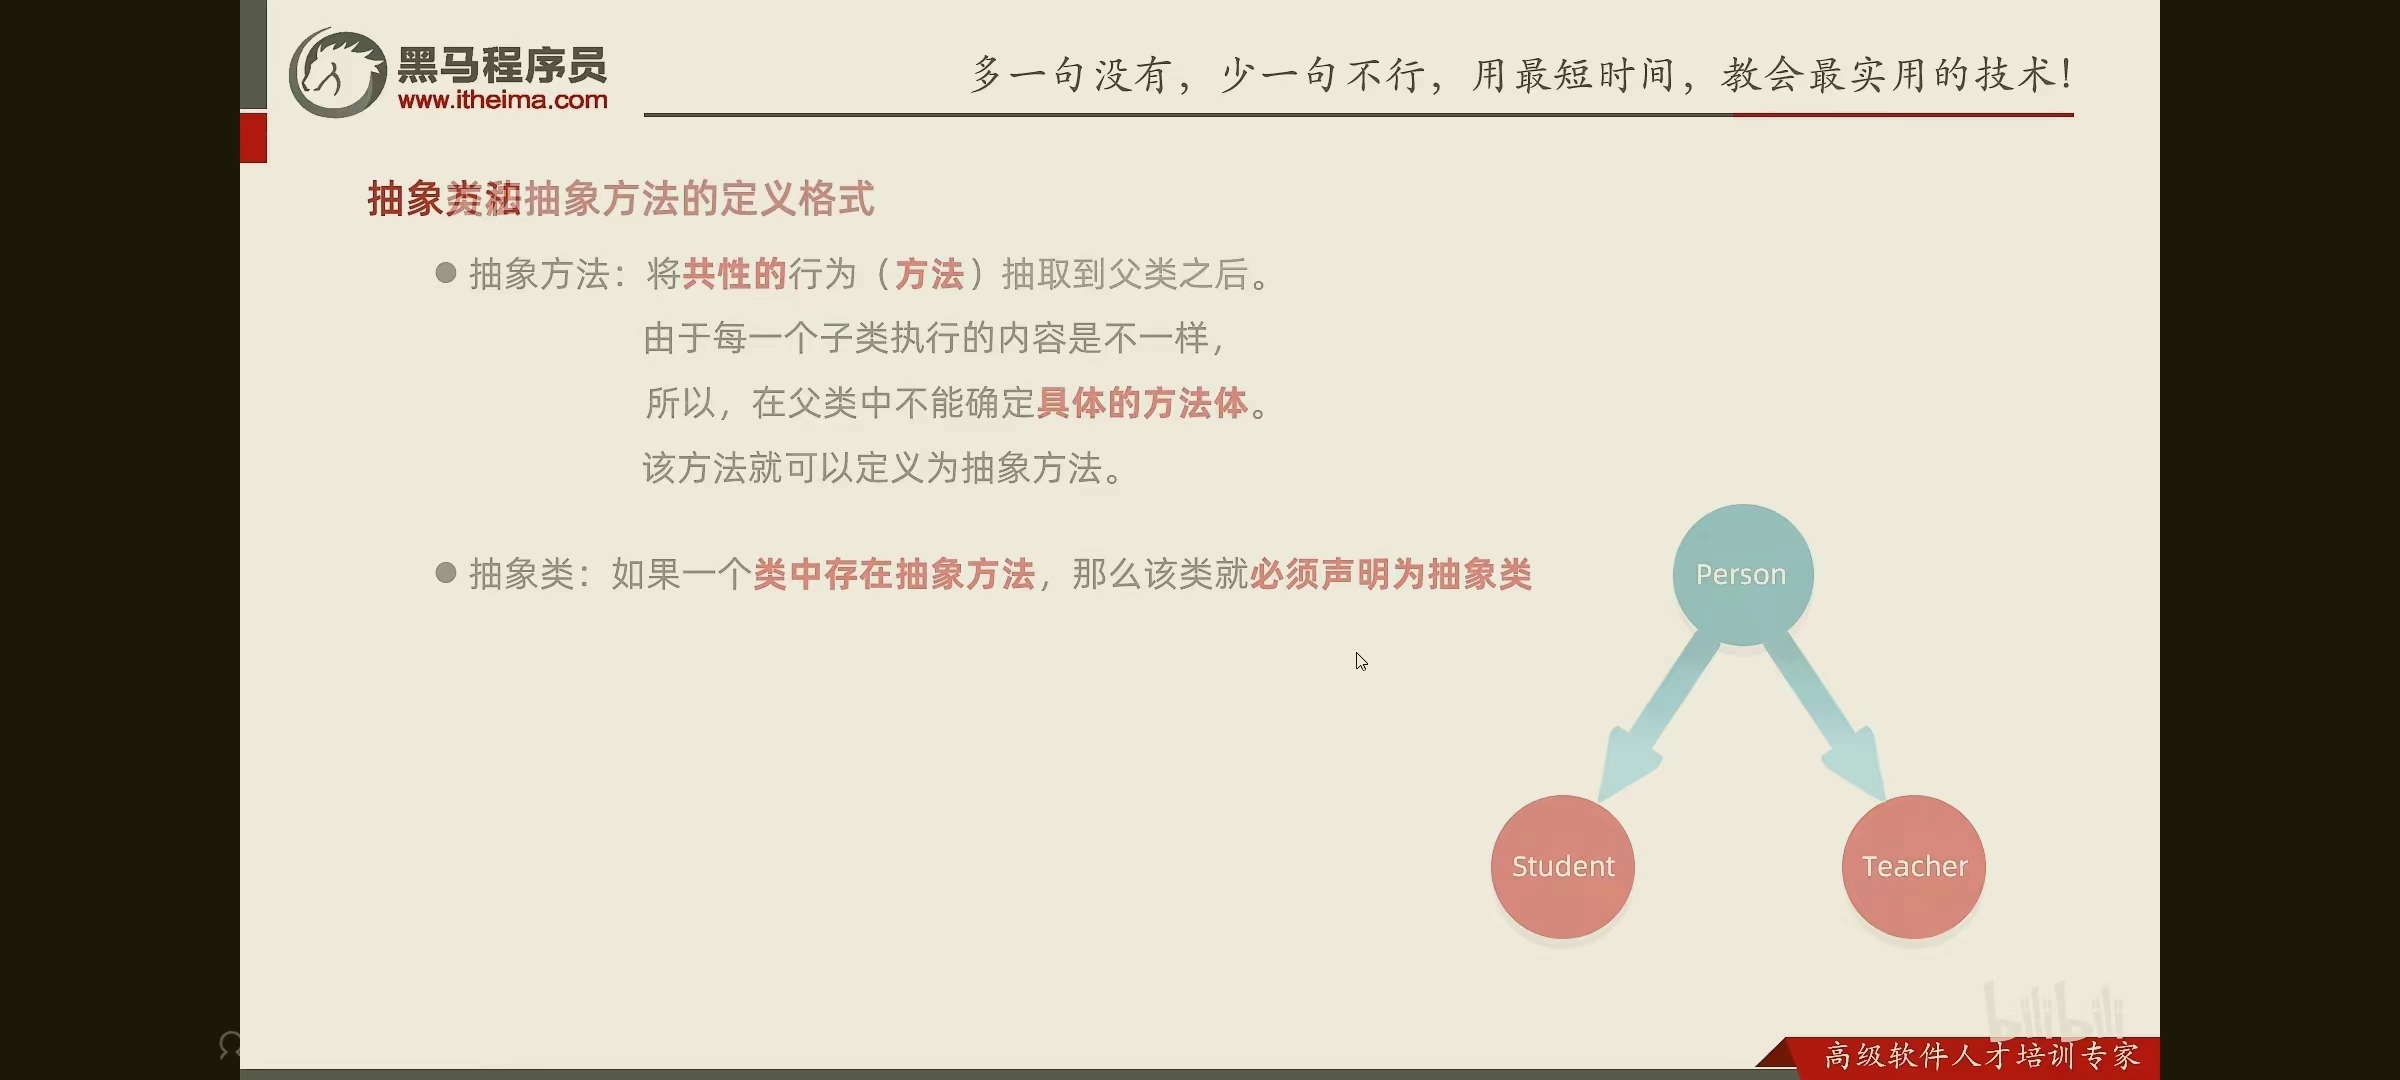 黑马程序员
www.itheima.com
多一句没有，少一句不行，用最短时间，教会最实用的技术！
抽象类和抽象方法的定义格式
抽象方法：将共性的行为（方法）抽取到父类之后。
由于每一个子类执行的内容是不一样，
所以，在父类中不能确定具体的方法体。
该方法就可以定义为抽象方法。
抽象类：如果一个类中存在抽象方法，那么该类就必须声明为抽象类
Person
Student
Teacher
bilibili
高级软件人才培训专家